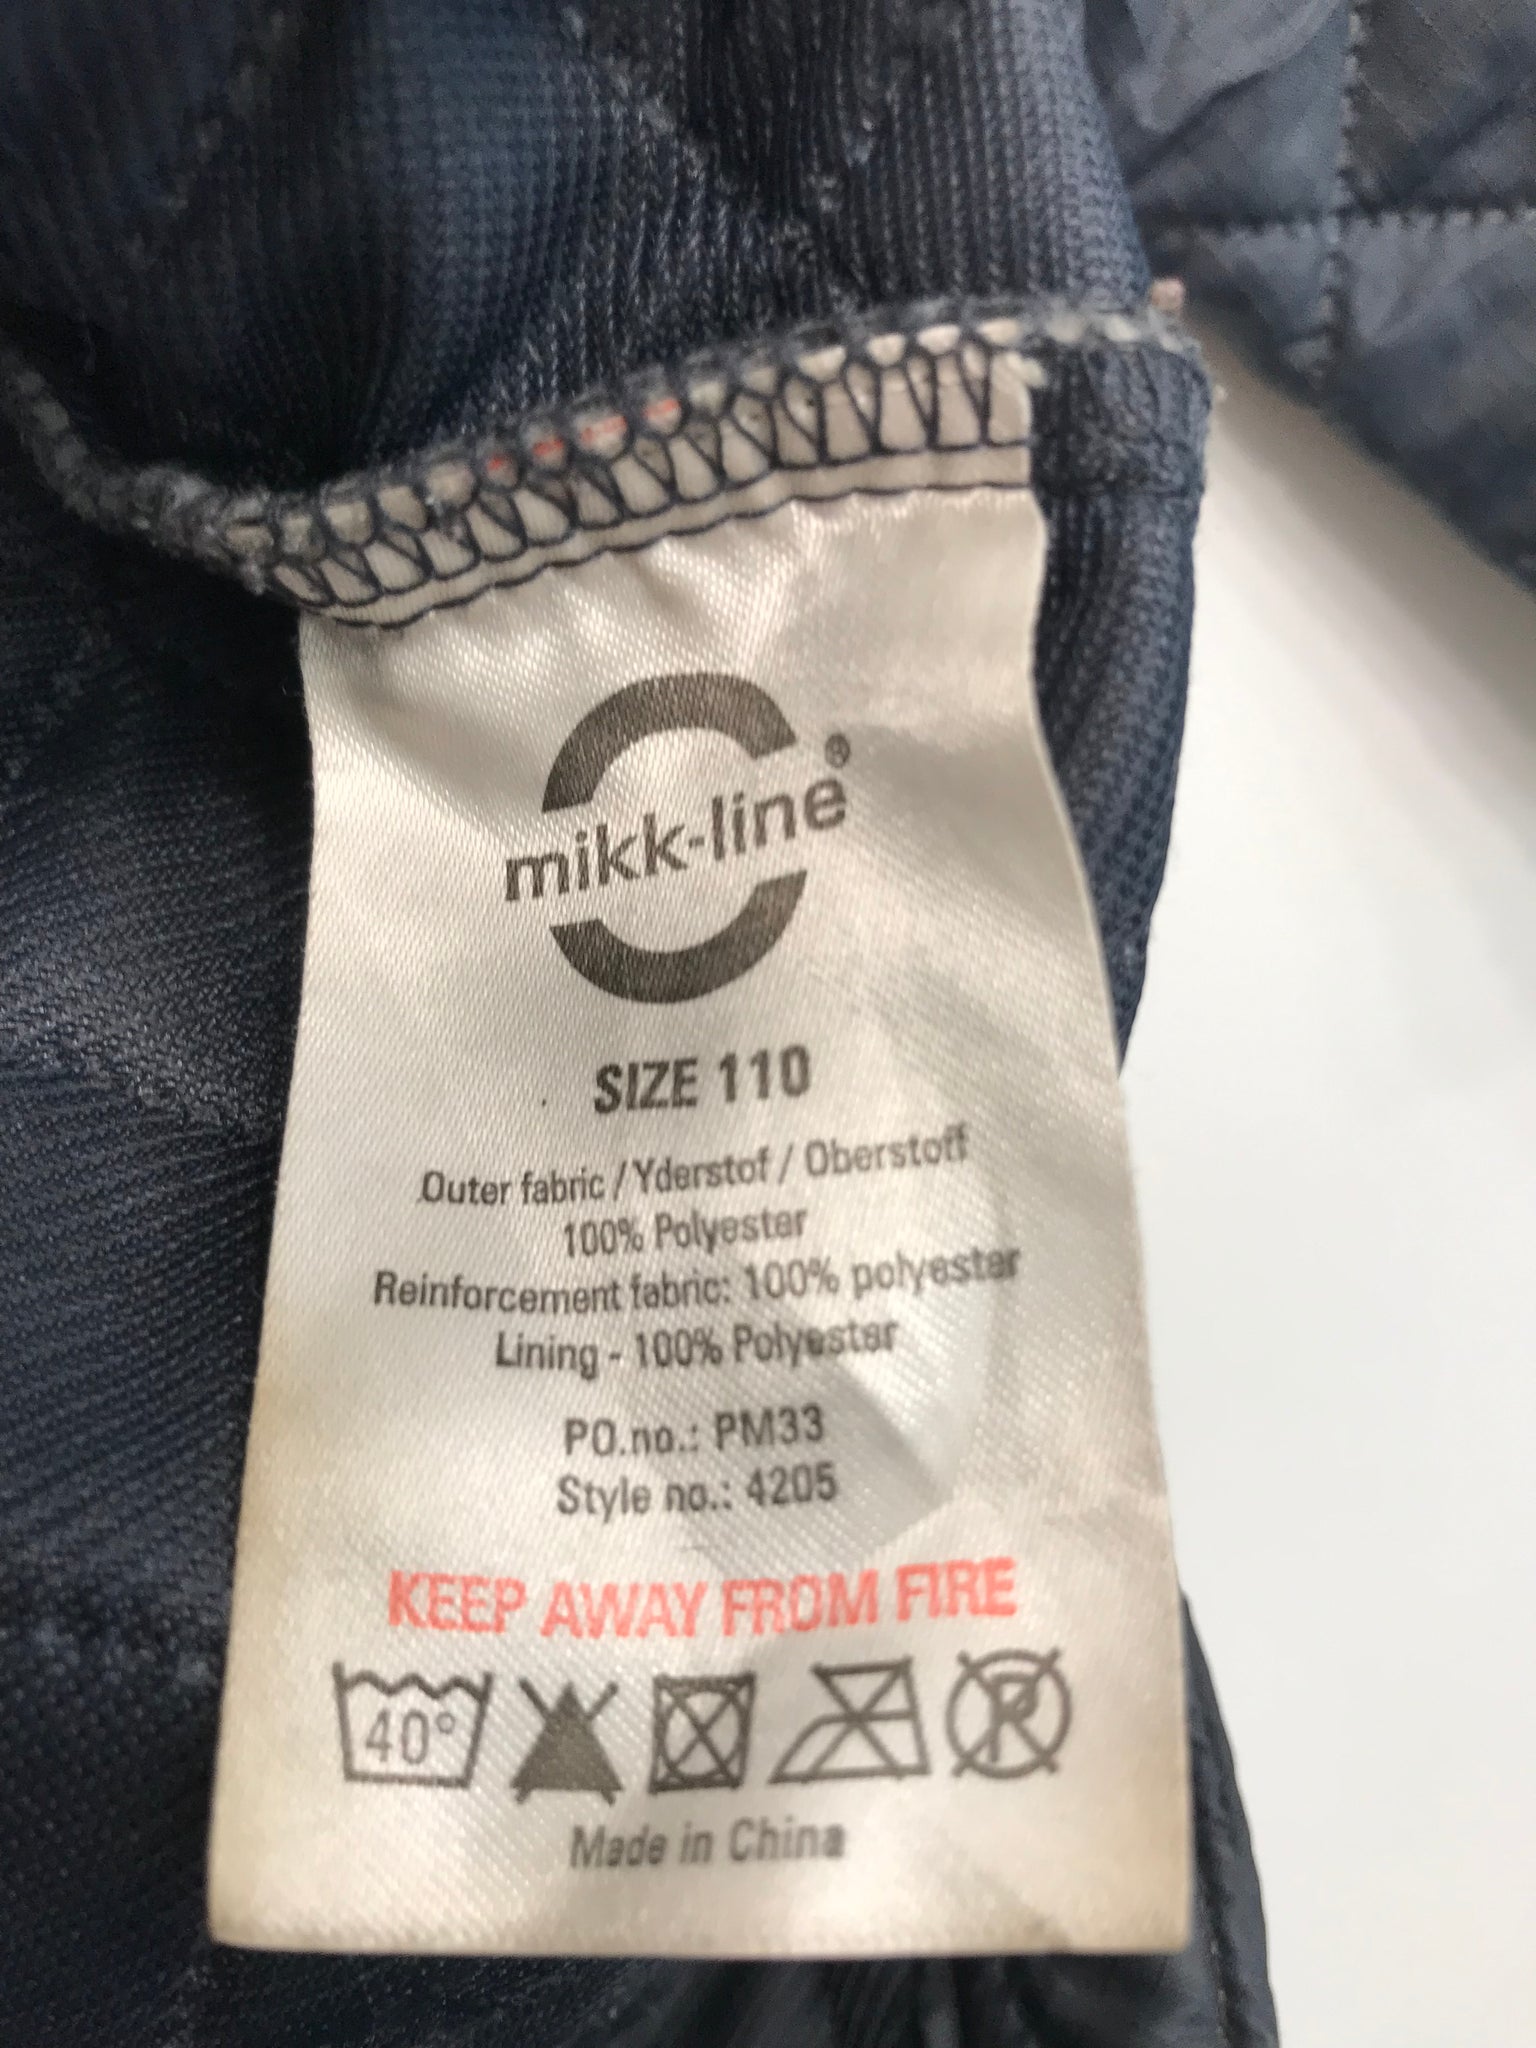 mikk-line®
SIZE 110
Outer fabric / Yderstof / Oberstoff
100% Polyester
Reinforcement fabric: 100% polyester
Lining - 100% Polyester
PO.no.: PM33
Style no.: 4205
KEEP AWAY FROM FIRE
40° P
Made in China